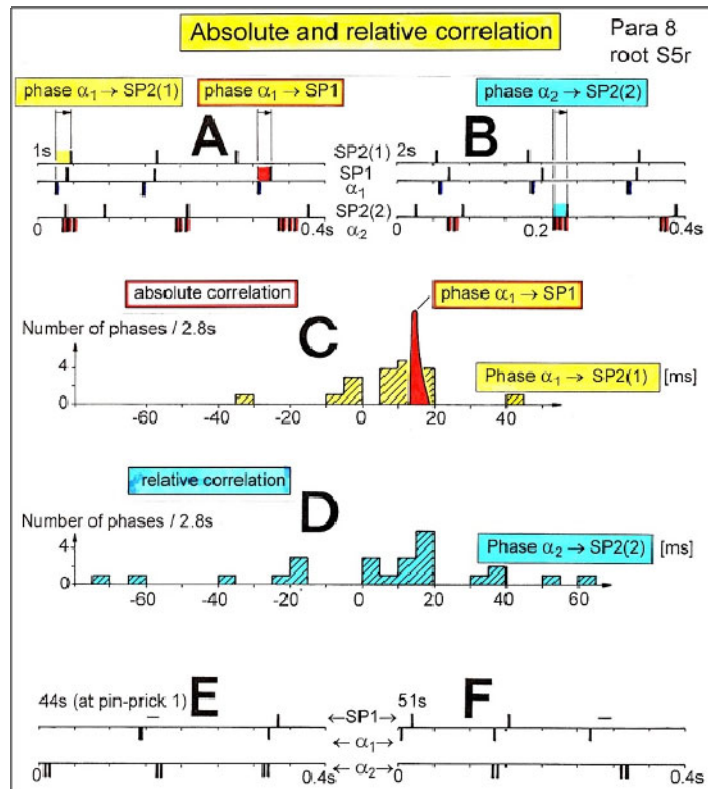 Absolute and relative correlation
Para 8
root S5r
phase α₁ → SP2(1)
phase α₁ → SP1
phase α₂ → SP2(2)
A
B
1s
SP2(1)
2s
SP1
α₁
SP2(2)
0
α₂
0.4s
0
0.2
0.4s
absolute correlation
phase α₁ → SP1
Number of phases / 2.8s
C
Phase α₁ → SP2(1) [ms]
4
0
-60 -40 -20 0 20 40
relative correlation
D
Number of phases / 2.8s
Phase α₂ → SP2(2) [ms]
4
0
-60 -40 -20 0 20 40 60
44s (at pin-prick 1)
E
←SP1→
51s
F
← α₁→
0
0.4s
← α₂→
0
0.4s